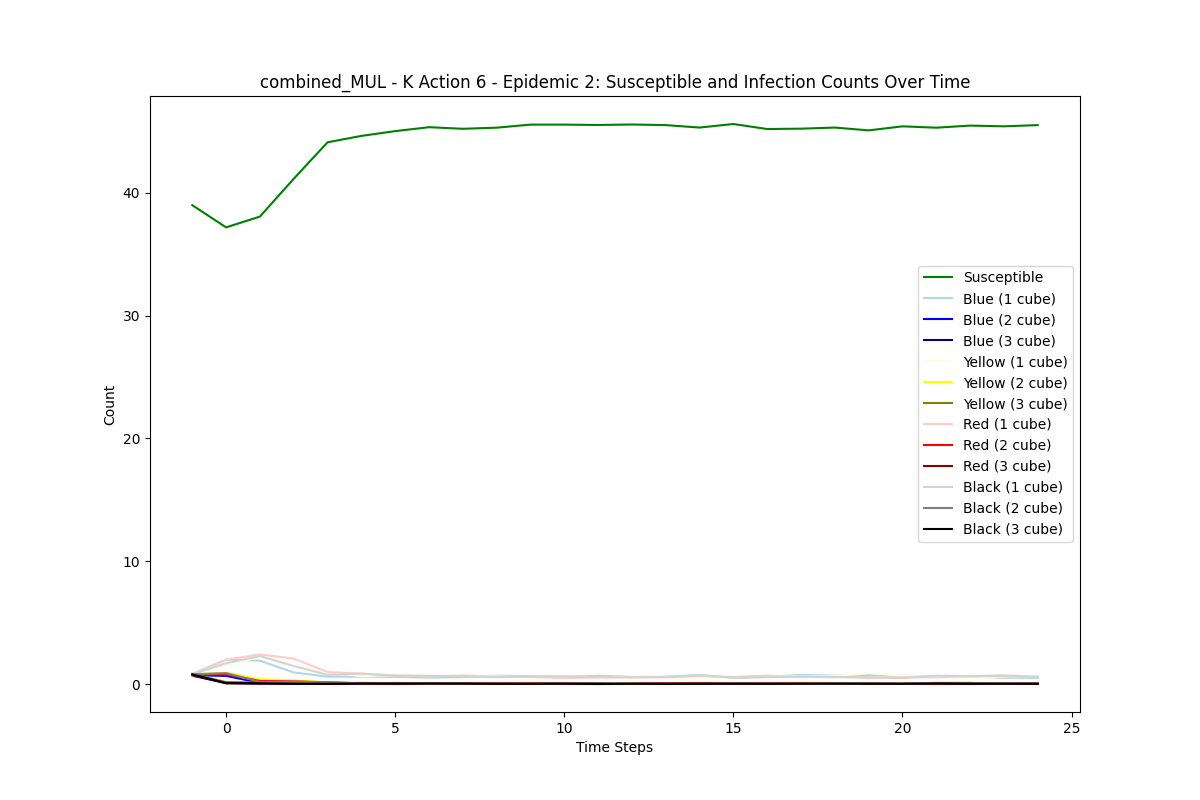 combined_MUL - K Action 6 - Epidemic 2: Susceptible and Infection Counts Over Time
Count
40
30
20
10
0
Susceptible
Blue (1 cube)
Blue (2 cube)
Blue (3 cube)
Yellow (1 cube)
Yellow (2 cube)
Yellow (3 cube)
Red (1 cube)
Red (2 cube)
Red (3 cube)
Black (1 cube)
Black (2 cube)
Black (3 cube)
0 5 10 15 20 25
Time Steps